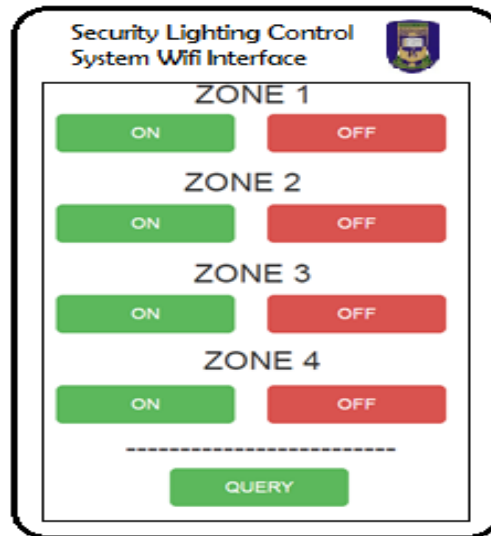 Security Lighting Control
System Wifi Interface
ZONE 1
ON OFF
ZONE 2
ON OFF
ZONE 3
ON OFF
ZONE 4
ON OFF
-------------------------
QUERY